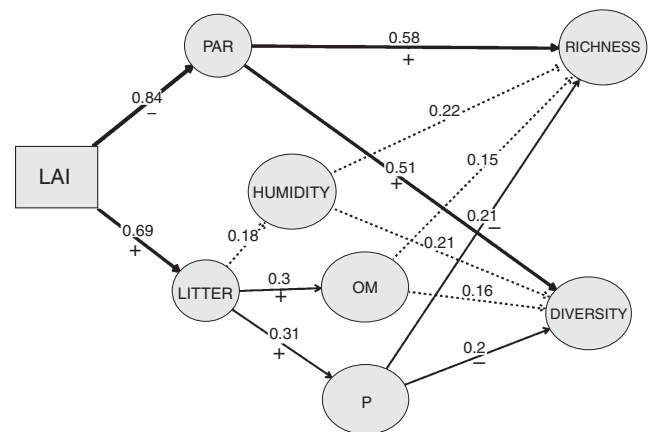 PAR
0.58
+
RICHNESS
0.84
–
0.22
LAI
0.51
+
0.15
HUMIDITY
0.69
+
0.18
0.21
–
0.21
LITTER
0.3
+
OM
0.16
DIVERSITY
0.31
+
0.2
–
P